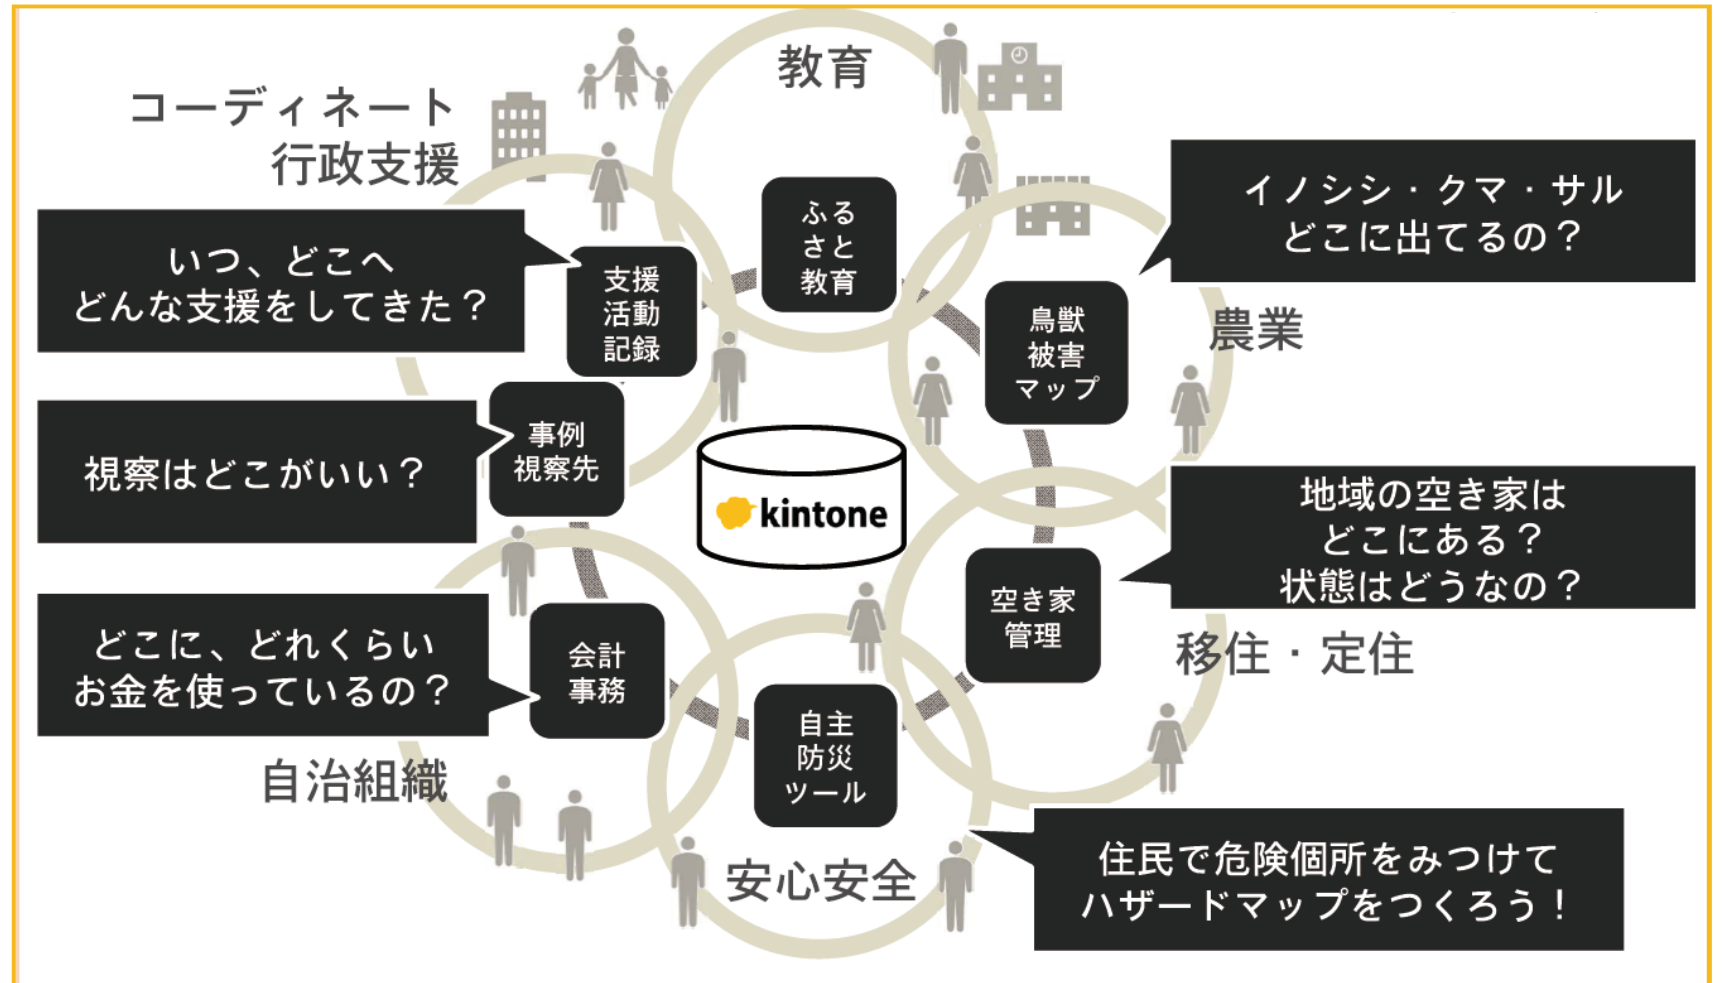 教育
コーディネート
行政支援
いつ、どこへ
どんな支援をしてきた？
支援
活動
記録
ふる
さと
教育
イノシシ・クマ・サル
どこに出てるの？
鳥獣
被害
マップ
農業
視察はどこがいい？
事例
視察先
kintone
地域の空き家は
どこにある？
状態はどうなの？
空き家
管理
移住・定住
どこに、どれくらい
お金を使っているの？
会計
事務
自治組織
自主
防災
ツール
安心安全
住民で危険個所をみつけて
ハザードマップをつくろう！